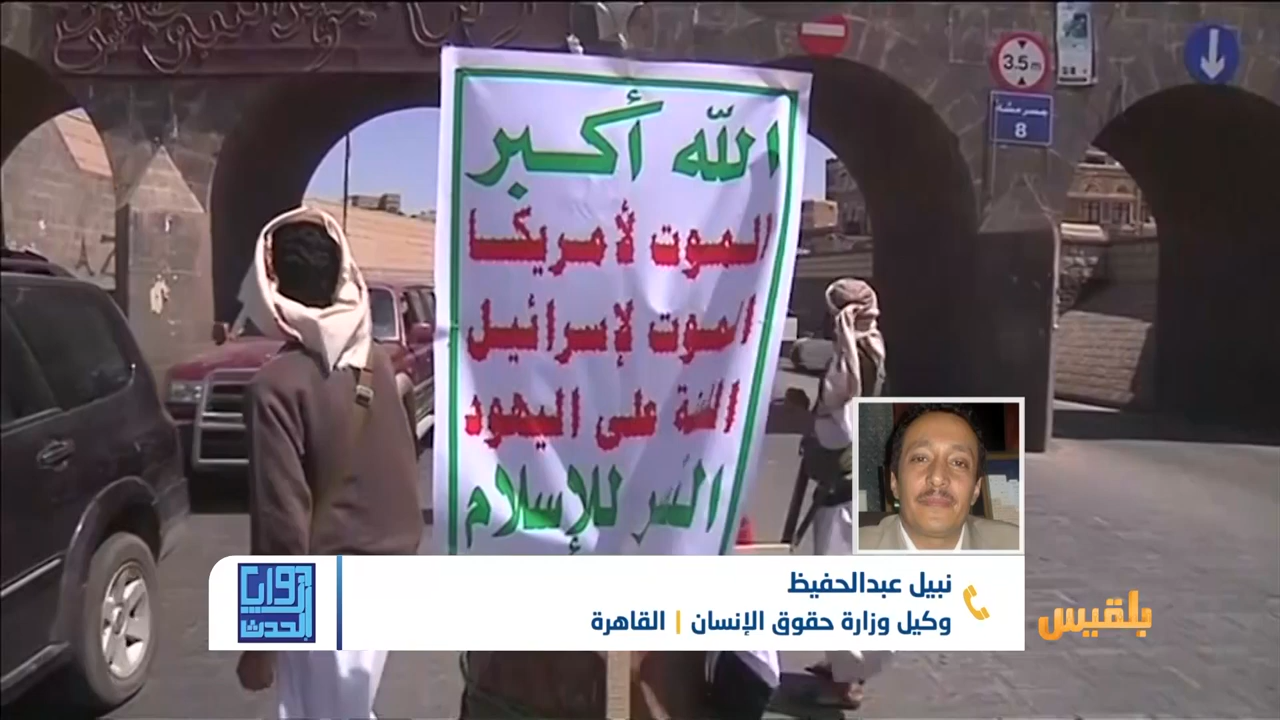 3.5m
مسرمشة
8
الله أكبر
الموت لأمريكا
الموت لإسرائيل
اللعنة على اليهود
النصر للإسلام
نبيل عبدالحفيظ
وكيل وزارة حقوق الإنسان | القاهرة
زوايا الحدث
بلقيس